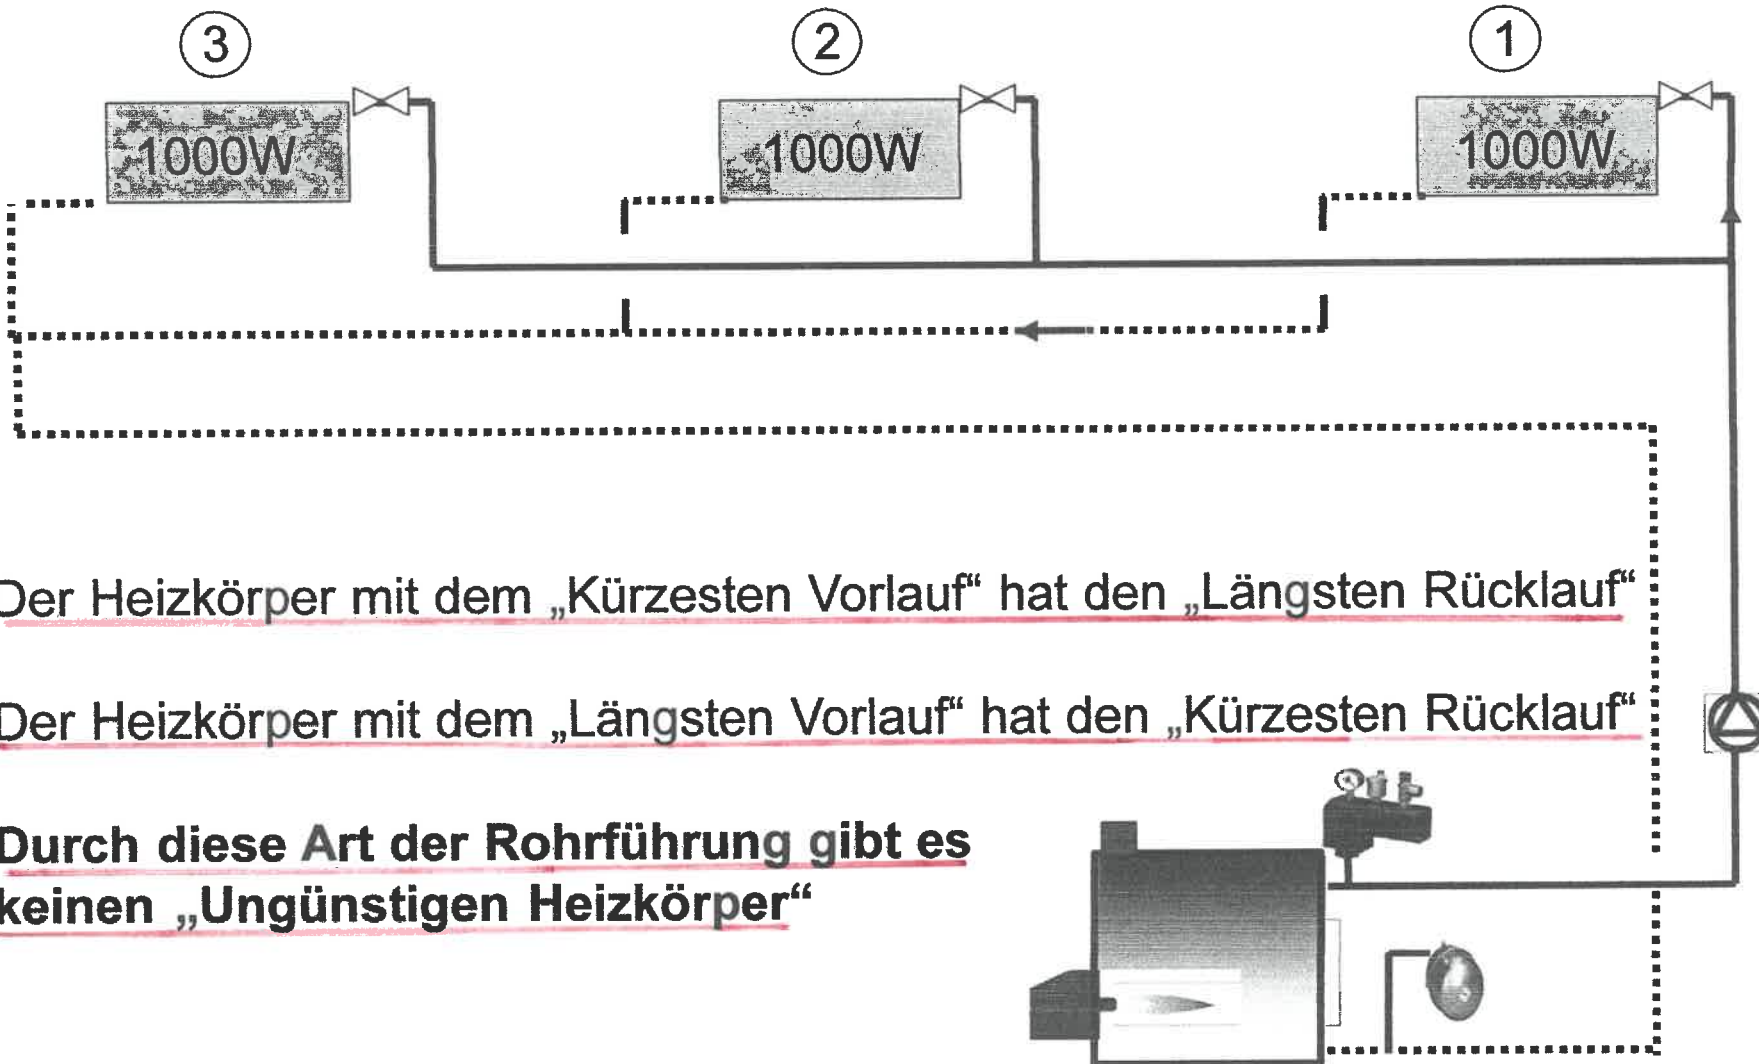 3 2 1
1000W 1000W 1000W
Der Heizkörper mit dem „Kürzesten Vorlauf“ hat den „Längsten Rücklauf“
Der Heizkörper mit dem „Längsten Vorlauf“ hat den „Kürzesten Rücklauf“
Durch diese Art der Rohrführung gibt es
keinen „Ungünstigen Heizkörper“